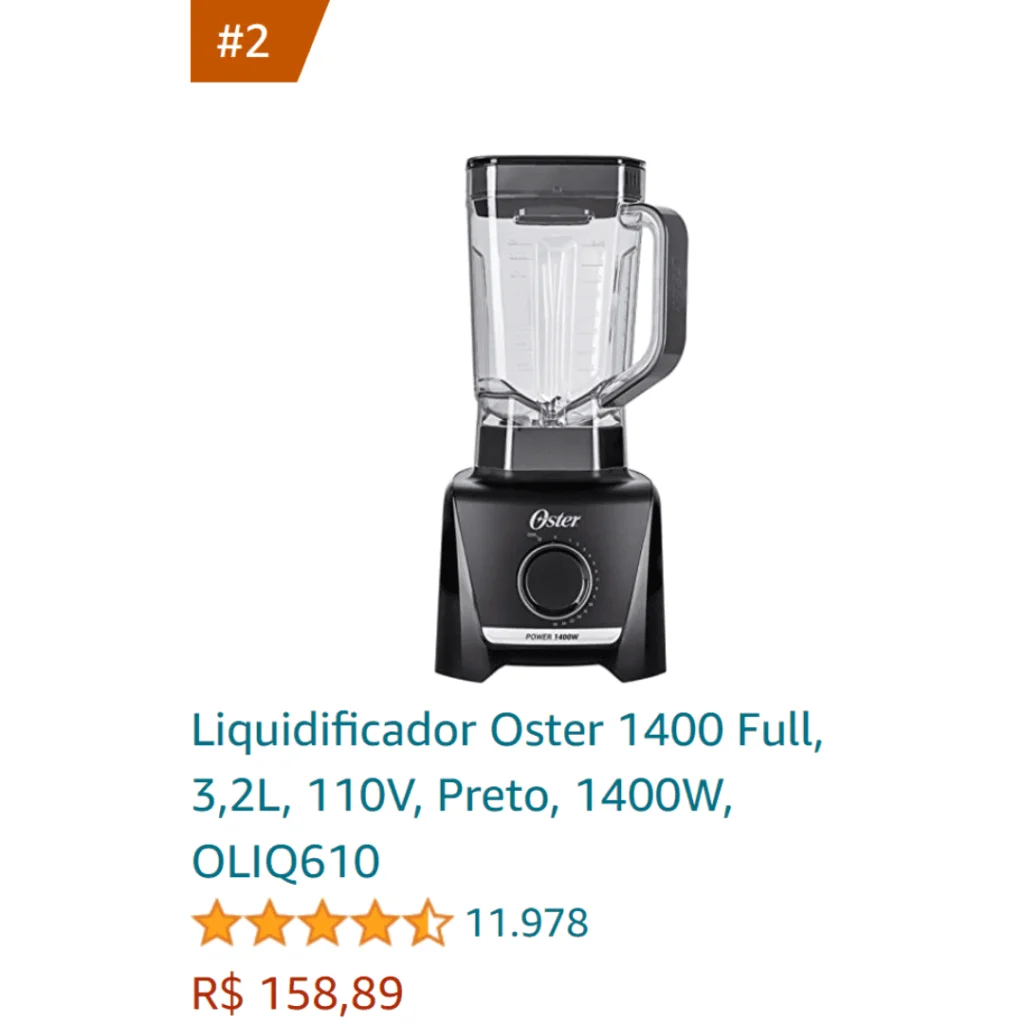 #2
Oster
POWER 1400W
Liquidificador Oster 1400 Full,
3,2L, 110V, Preto, 1400W,
OLIQ610
11.978
R$ 158,89